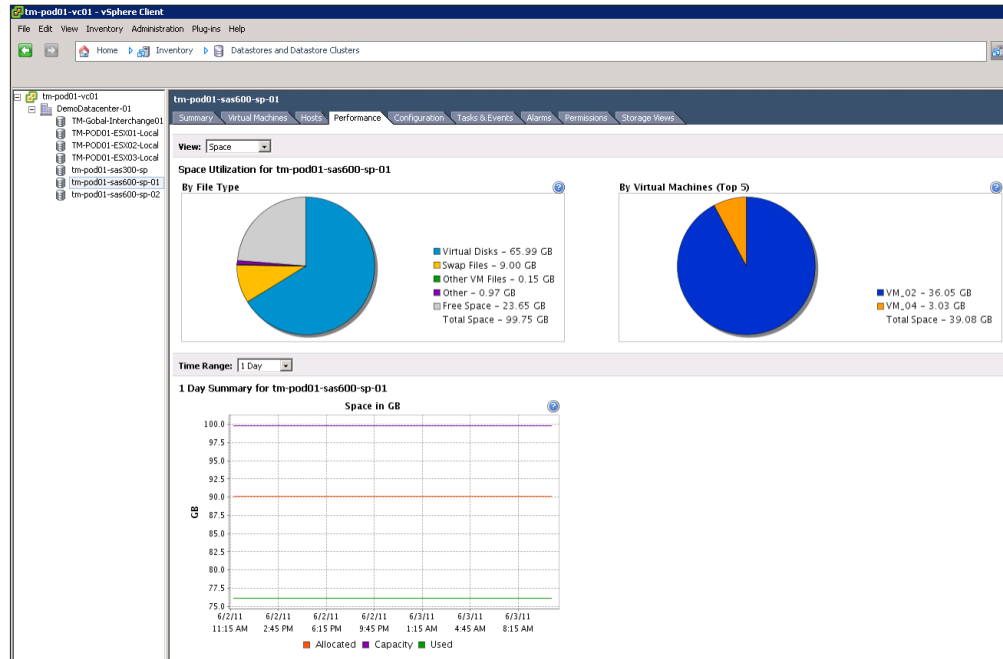 tm-pod01-vc01 - vSphere Client
File Edit View Inventory Administration Plug-ins Help
Home Inventory Datastores and Datastore Clusters
tm-pod01-vc01
DemoDatacenter-01
TM-Gobal-Interchange01
TM-POD01-ESX01-Local
TM-POD01-ESX02-Local
TM-POD01-ESX03-Local
tm-pod01-sas300-sp
tm-pod01-sas600-sp-01
tm-pod01-sas600-sp-02
tm-pod01-sas600-sp-01
Summary Virtual Machines Hosts Performance Configuration Tasks & Events Alarms Permissions Storage Views
View: Space
Space Utilization for tm-pod01-sas600-sp-01
By File Type
Virtual Disks - 65.99 GB
Swap Files - 9.00 GB
Other VM Files - 0.15 GB
Other - 0.97 GB
Free Space - 23.65 GB
Total Space - 99.75 GB
By Virtual Machines (Top 5)
VM_02 - 36.05 GB
VM_04 - 3.03 GB
Total Space - 39.08 GB
Time Range: 1 Day
1 Day Summary for tm-pod01-sas600-sp-01
Space in GB
GB
100.0
97.5
95.0
92.5
90.0
87.5
85.0
82.5
80.0
77.5
75.0
6/2/11 6/2/11 6/2/11 6/2/11 6/3/11 6/3/11 6/3/11
11:15 AM 2:45 PM 6:15 PM 9:45 PM 1:15 AM 4:45 AM 8:15 AM
Allocated Capacity Used